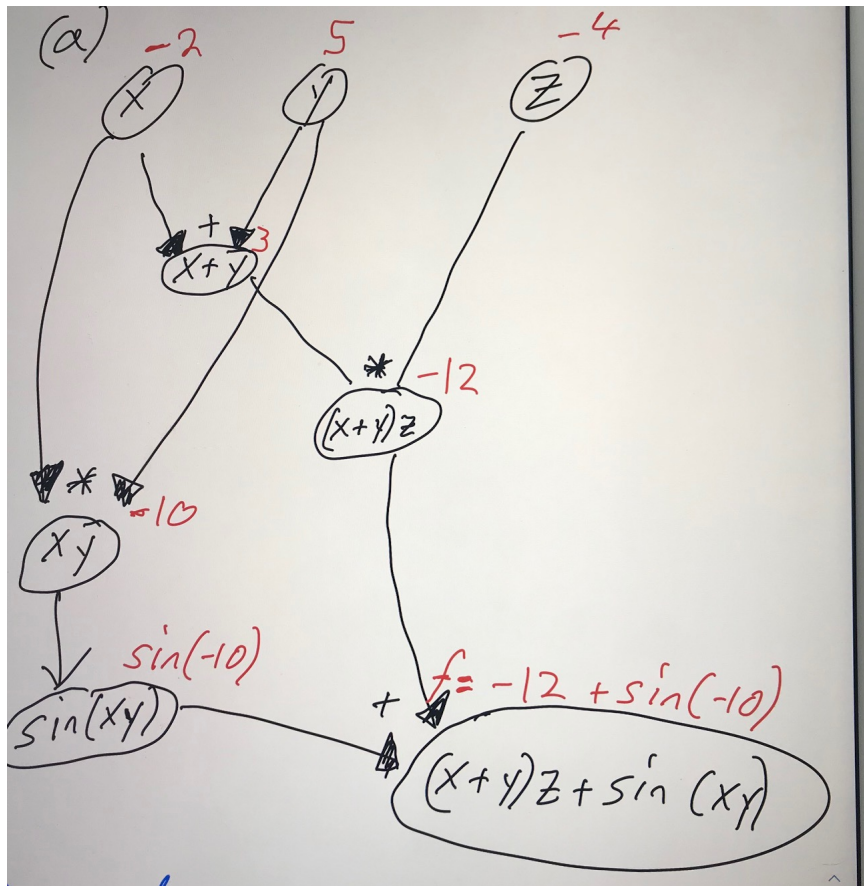 (a)
-2 5 -4
X Y Z
+
3
X+Y
*
-12
(X+Y)Z
*
-10
XY
sin(-10)
f= -12 +sin(-10)
sin(XY)
+
(X+Y)Z+sin (XY)